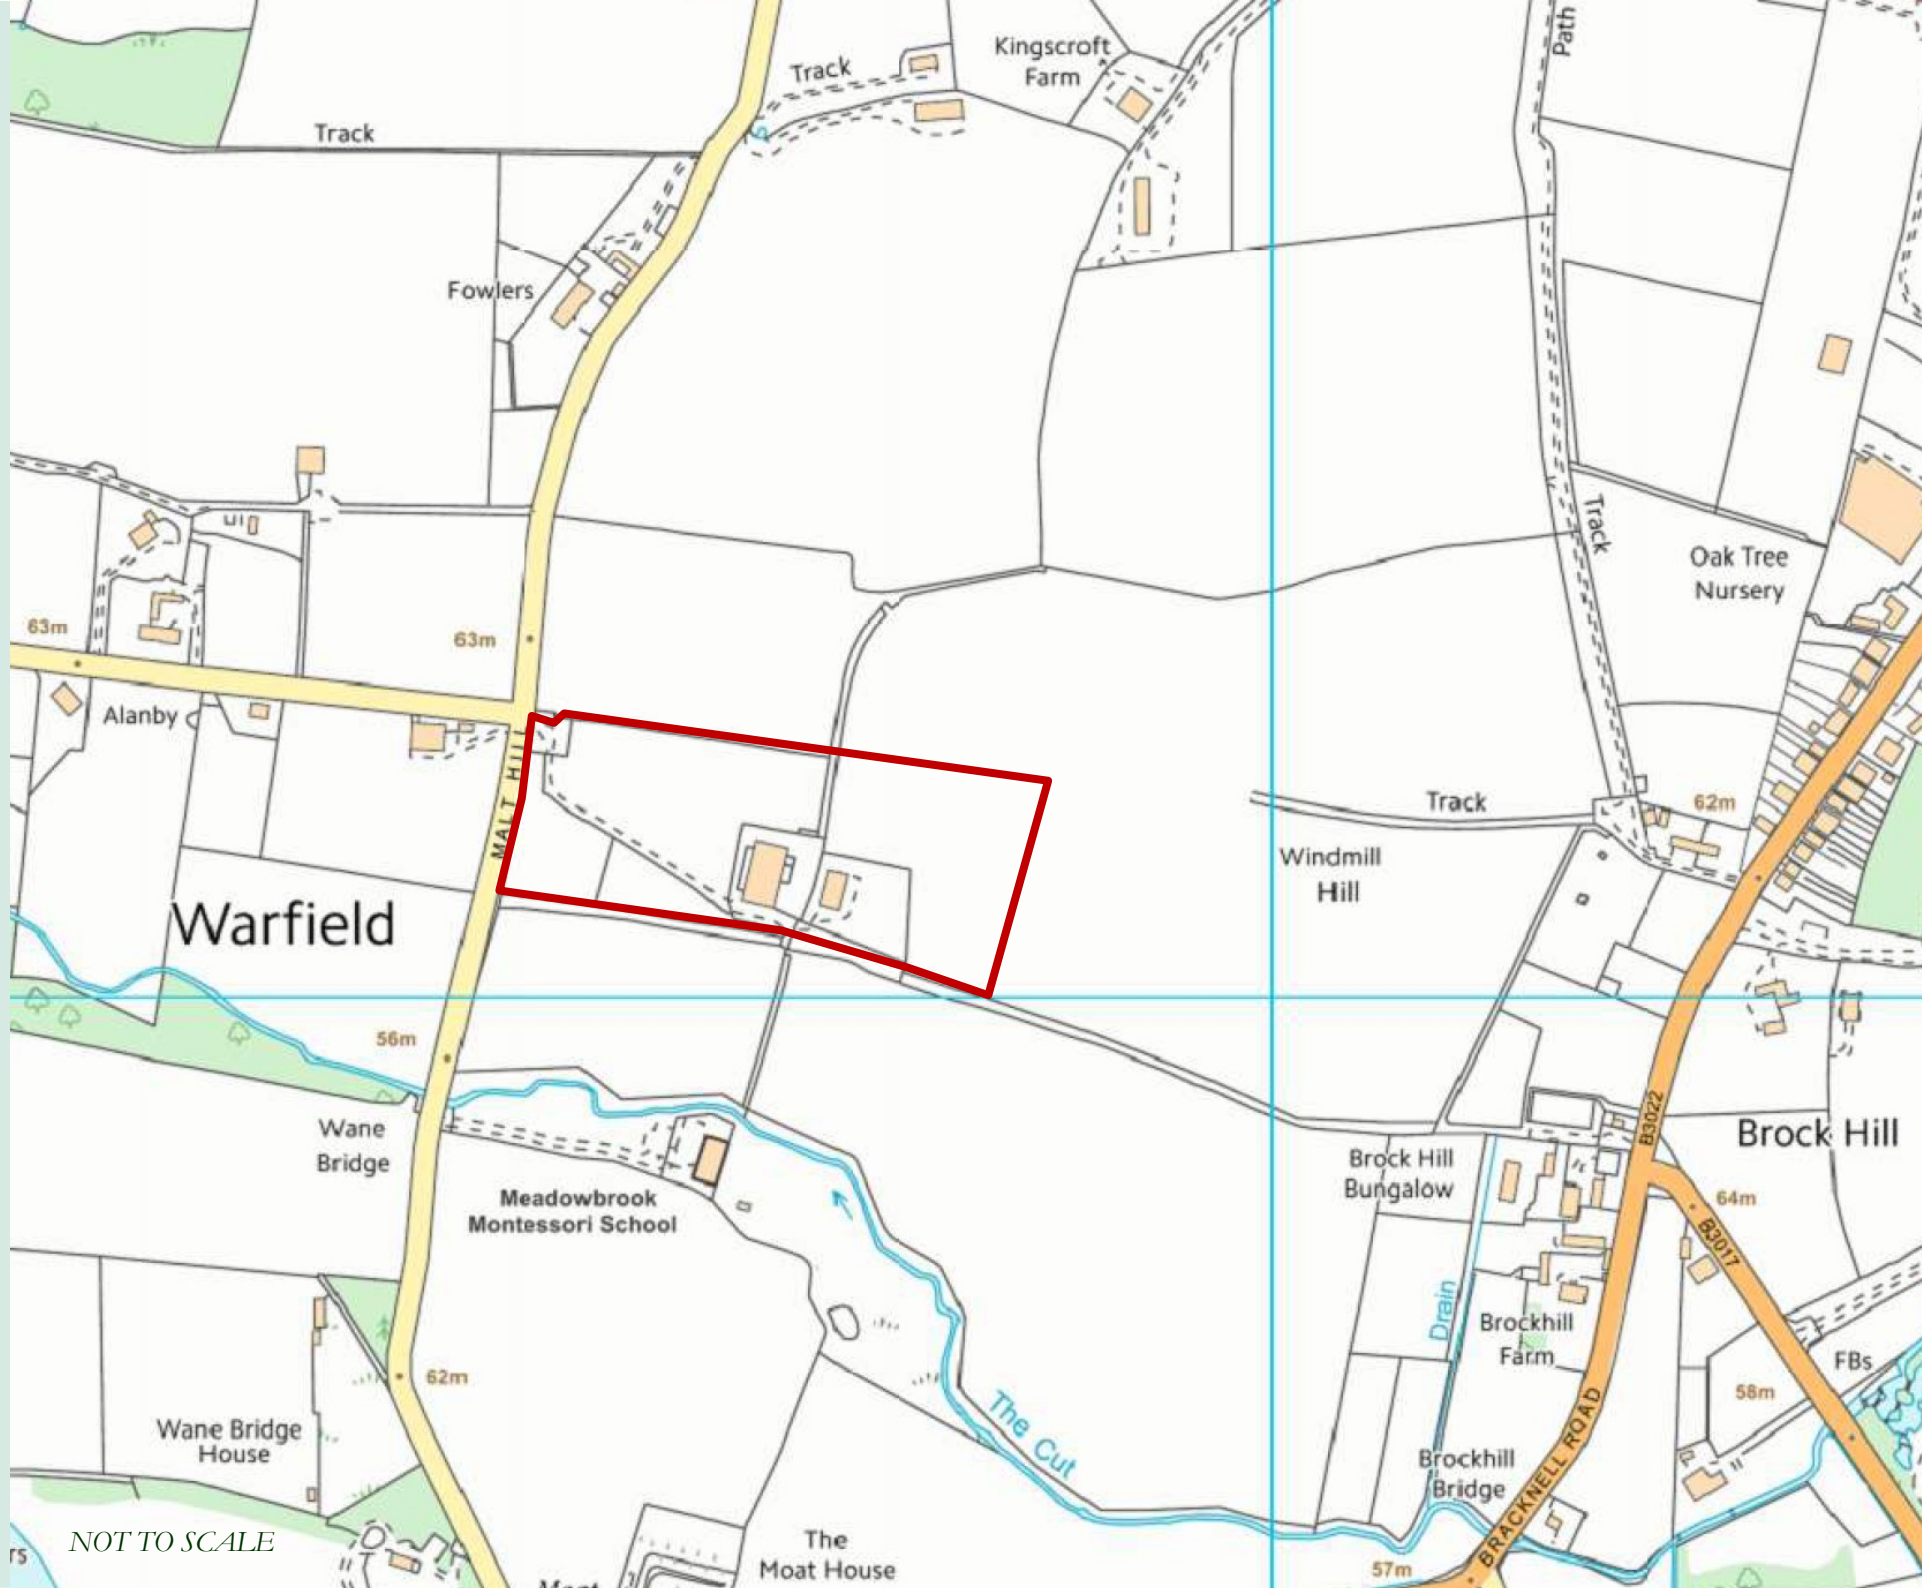 Path
Kingscroft
Farm
Track
Track
Fowlers
Track
Oak Tree
Nursery
63m
63m
Alanby
MALT HILL
Track
62m
Windmill
Hill
Warfield
56m
B3022
Brock Hill
Wane
Bridge
Brock Hill
Bungalow
Meadowbrook
Montessori School
64m
B3017
Drain
Brockhill
Farm
FBs
62m
58m
The Cut
Wane Bridge
House
BRACKNELL ROAD
Brockhill
Bridge
NOT TO SCALE
The
Moat House
57m